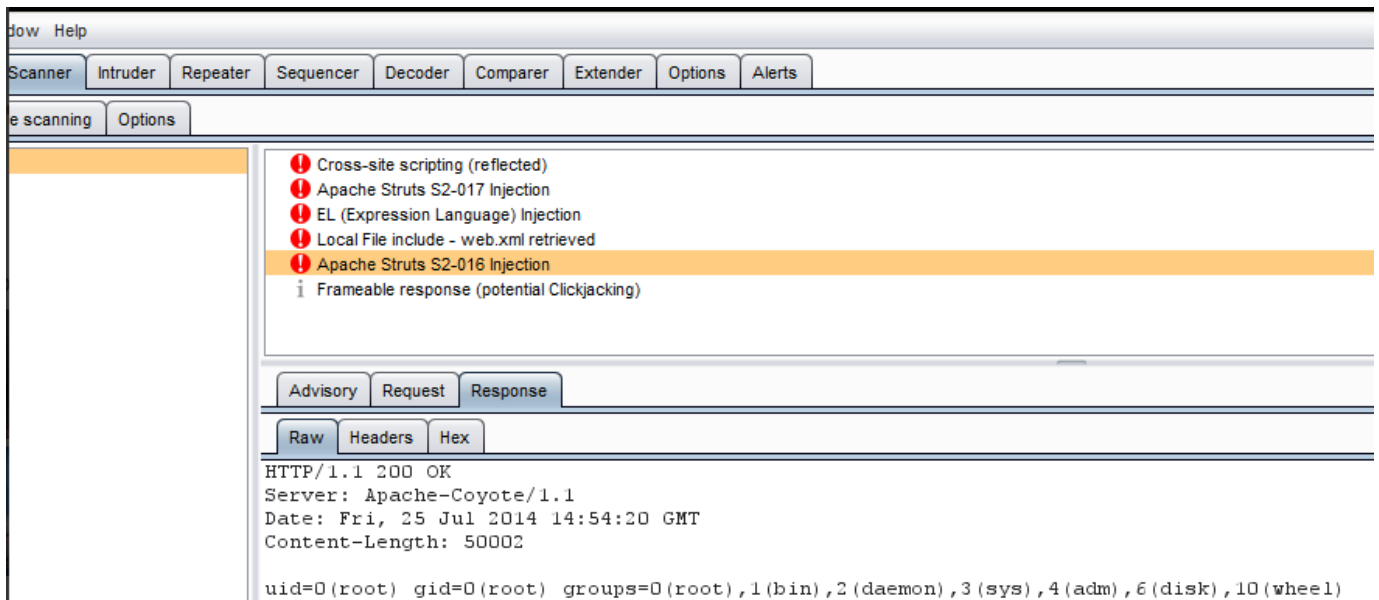 dow Help
Scanner Intruder Repeater Sequencer Decoder Comparer Extender Options Alerts
e scanning Options
Cross-site scripting (reflected)
Apache Struts S2-017 Injection
EL (Expression Language) Injection
Local File include - web.xml retrieved
Apache Struts S2-016 Injection
Frameable response (potential Clickjacking)
Advisory Request Response
Raw Headers Hex
HTTP/1.1 200 OK
Server: Apache-Coyote/1.1
Date: Fri, 25 Jul 2014 14:54:20 GMT
Content-Length: 50002
uid=0(root) gid=0(root) groups=0(root),1(bin),2(daemon),3(sys),4(adm),6(disk),10(wheel)